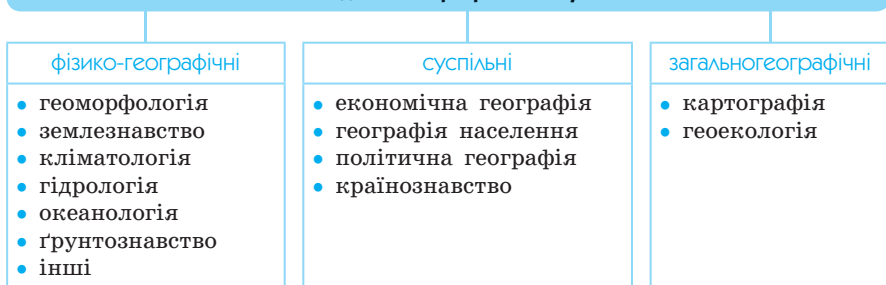 фізико-географічні
геоморфологія
землезнавство
кліматологія
гідрологія
океанологія
ґрунтознавство
інші
суспільні
економічна географія
географія населення
політична географія
країнознавство
загальногеографічні
картографія
геоекологія